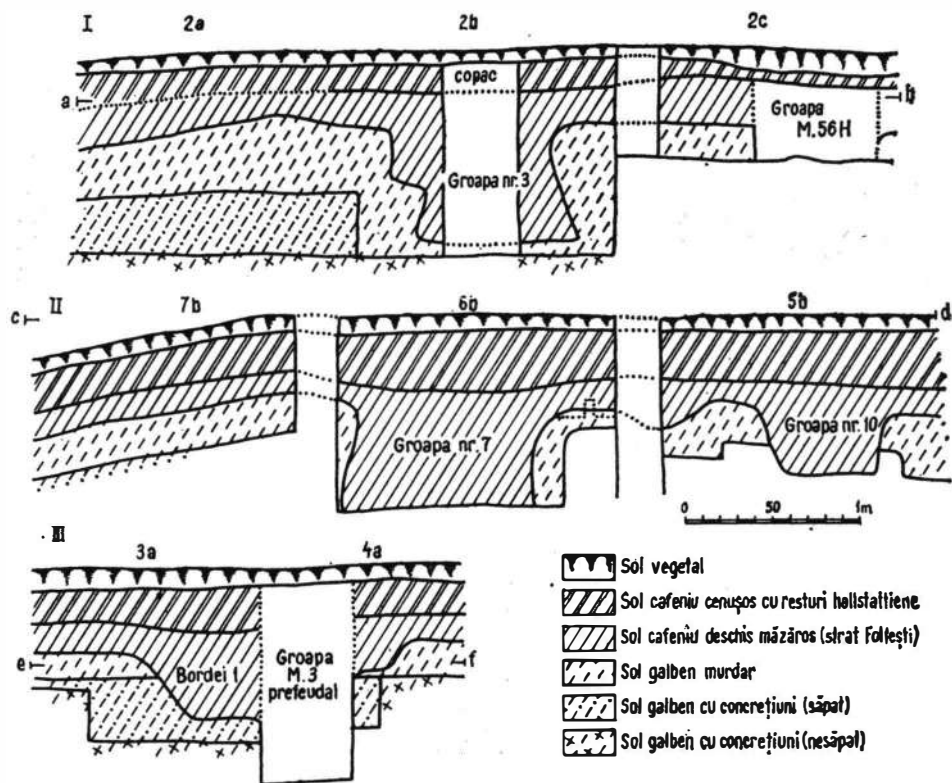 I
2a
2b
2c
copac
a
b
Groapa
M.56H
Groapa nr.3
c
II
7b
6b
5b
d
Groapa nr.7
Groapa nr.10
0 50 1m
III
3a
4a
e
Bordei 1
Groapa
M.3
prefeudal
f
Sol vegetal
Sol cafeniu cenușos cu resturi hallstattiene
Sol cafeniu deschis măzăros (strat Foltești)
Sol galben murdar
Sol galben cu concrețiuni (săpat)
Sol galben cu concrețiuni (nesăpat)